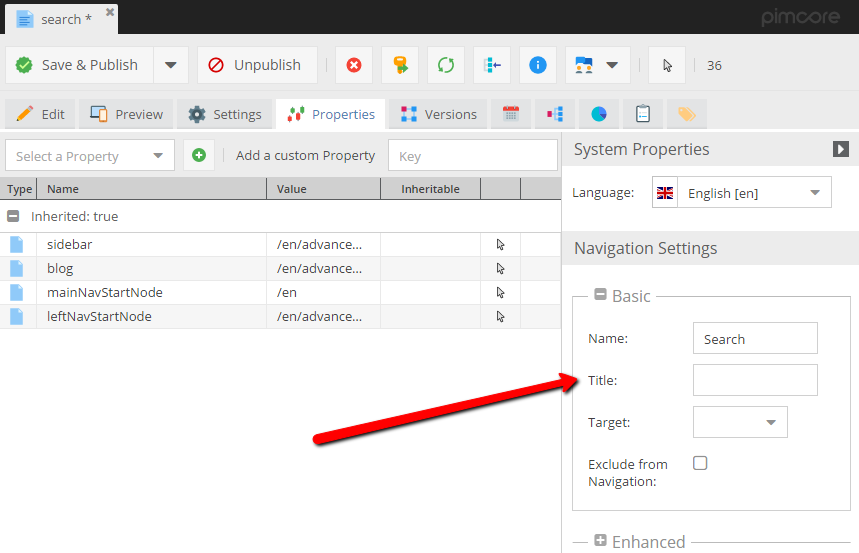 search *
pimcore
Save & Publish
Unpublish
36
Edit
Preview
Settings
Properties
Versions
Select a Property
Add a custom Property
Key
Type Name Value Inheritable
Inherited: true
sidebar /en/advance...
blog /en/advance...
mainNavStartNode /en
leftNavStartNode /en/advance...
System Properties
Language: English [en]
Navigation Settings
Basic
Name: Search
Title:
Target:
Exclude from
Navigation:
Enhanced